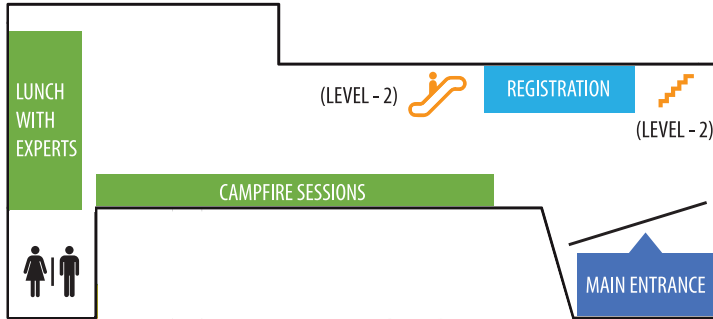 LUNCH
WITH
EXPERTS
(LEVEL - 2)
REGISTRATION
(LEVEL - 2)
CAMPFIRE SESSIONS
MAIN ENTRANCE